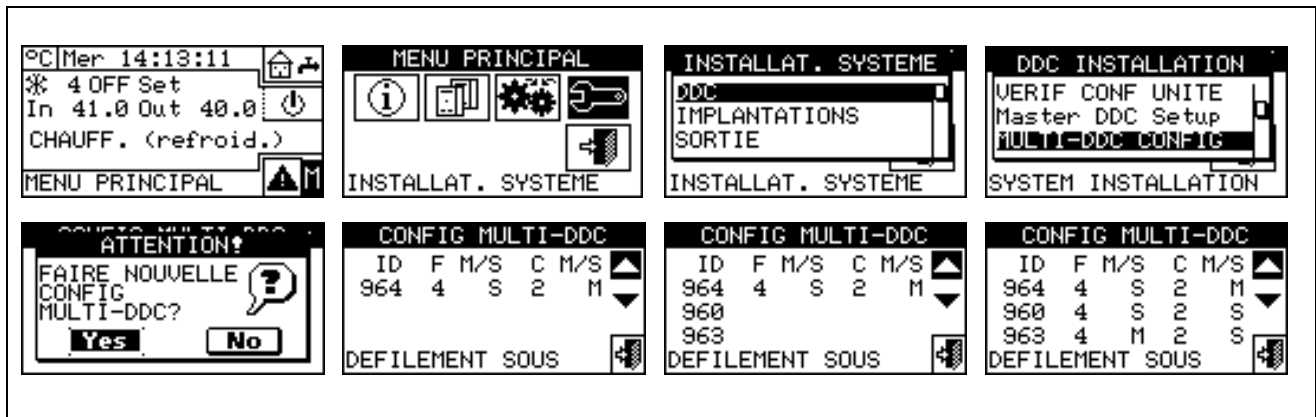 °C Mer 14:13:11
4 OFF Set
In 41.0 Out 40.0
CHAUFF. (refroid.)
MENU PRINCIPAL M
MENU PRINCIPAL
INSTALLAT. SYSTEME
INSTALLAT. SYSTEME
DDC
IMPLANTATIONS
SORTIE
INSTALLAT. SYSTEME
DDC INSTALLATION
VERIF CONF UNITE
Master DDC Setup
MULTI-DDC CONFIG
SYSTEM INSTALLATION
ATTENTION!
FAIRE NOUVELLE
CONFIG
MULTI-DDC?
Yes No
CONFIG MULTI-DDC
ID F M/S C M/S
964 4 S 2 M
DEFILEMENT SOUS
CONFIG MULTI-DDC
ID F M/S C M/S
964 4 S 2 M
960
963
DEFILEMENT SOUS
CONFIG MULTI-DDC
ID F M/S C M/S
964 4 S 2 M
960 4 S 2 S
963 4 M 2 S
DEFILEMENT SOUS